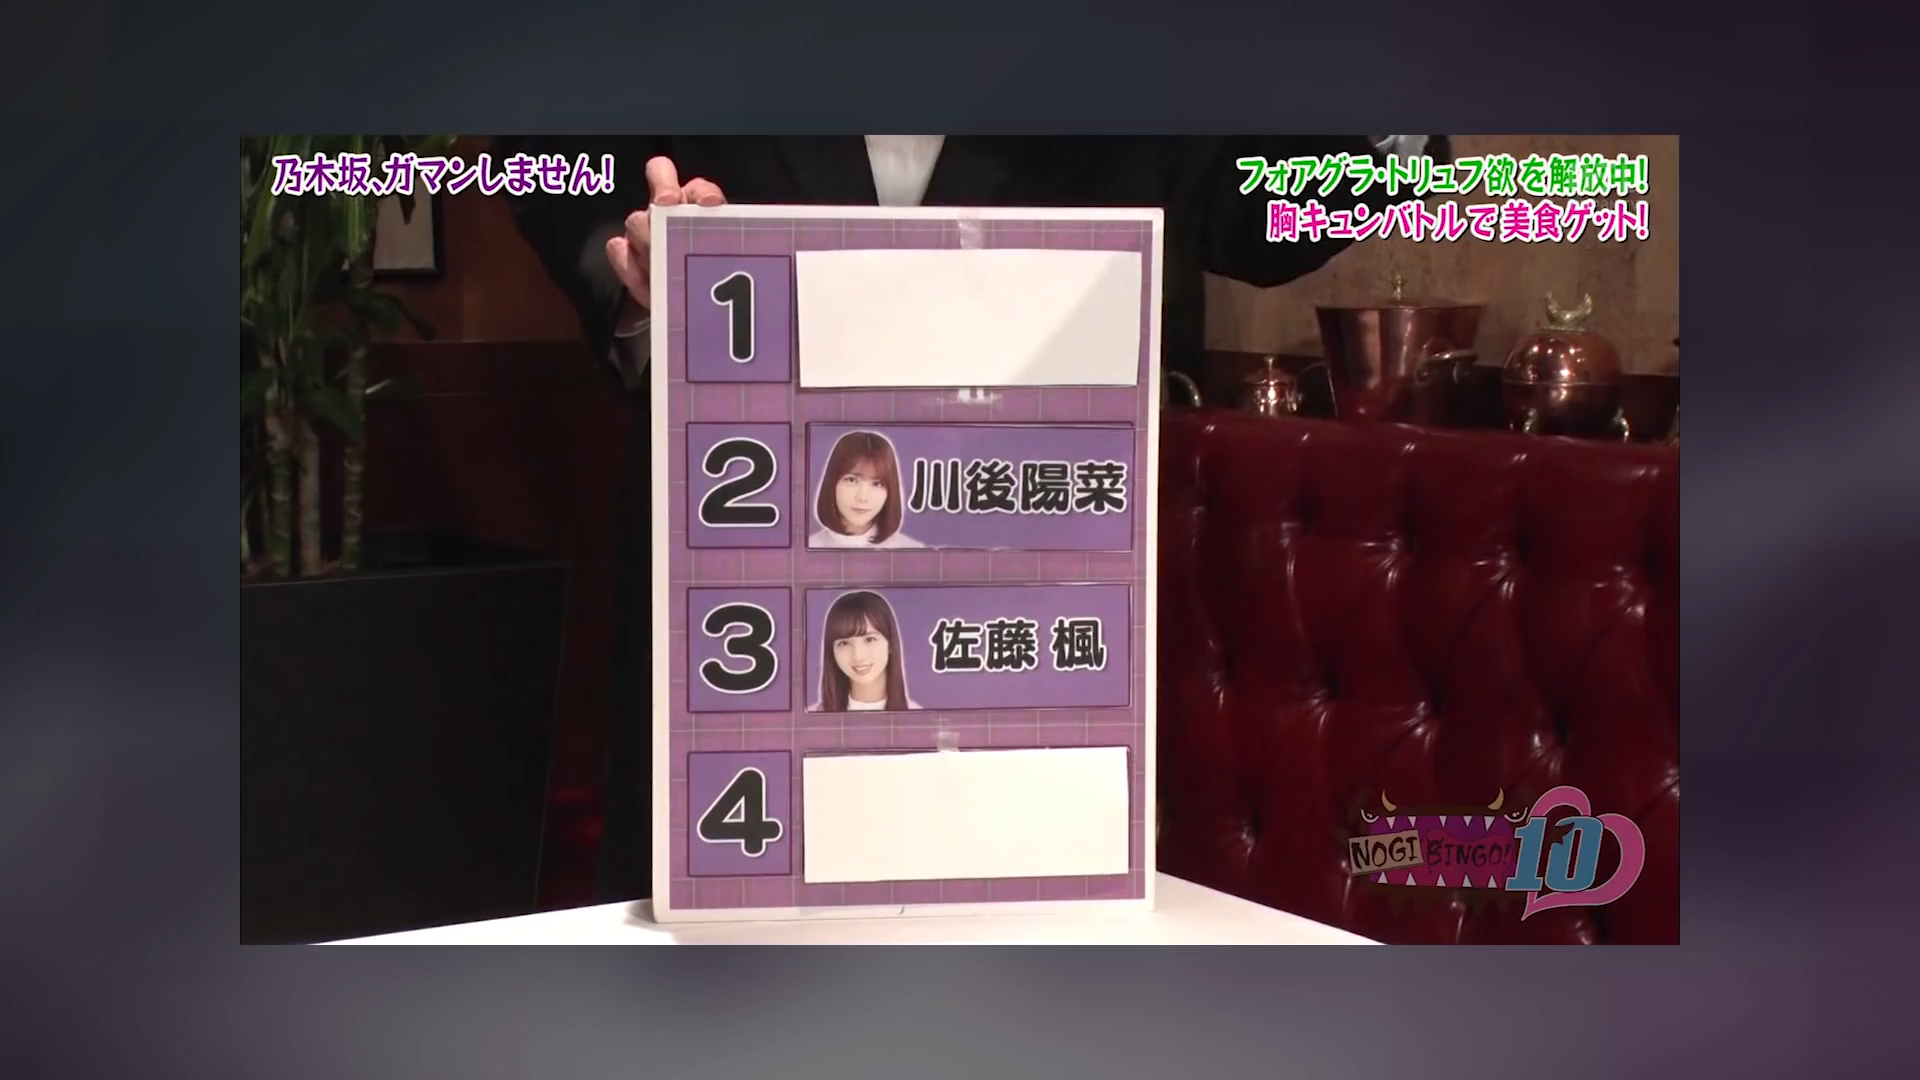 乃木坂、ガマンしません!
フォアグラ・トリュフ欲を解放中!
胸キュンバトルで美食ゲット!
1
2 川後陽菜
3 佐藤 楓
4
NOGI BINGO! 10